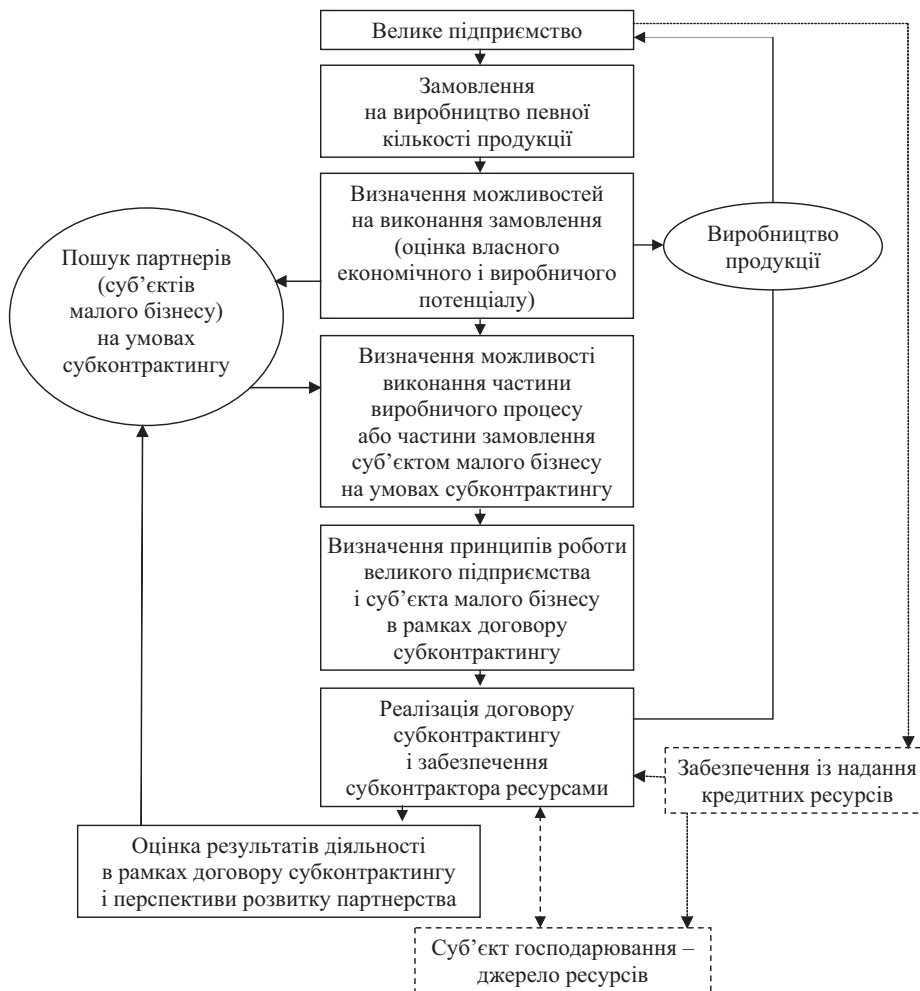 Велике підприємство
Замовлення
на виробництво певної
кількості продукції
Визначення можливостей
на виконання замовлення
(оцінка власного
економічного і виробничого
потенціалу)
Виробництво
продукції
Пошук партнерів
(суб’єктів
малого бізнесу)
на умовах
субконтрактингу
Визначення можливості
виконання частини
виробничого процесу
або частини замовлення
суб’єктом малого бізнесу
на умовах субконтрактингу
Визначення принципів роботи
великого підприємства
і суб’єкта малого бізнесу
в рамках договору
субконтрактингу
Реалізація договору
субконтрактингу
і забезпечення
субконтрактора ресурсами
Забезпечення із надання
кредитних ресурсів
Оцінка результатів діяльності
в рамках договору субконтрактингу
і перспективи розвитку партнерства
Суб’єкт господарювання –
джерело ресурсів